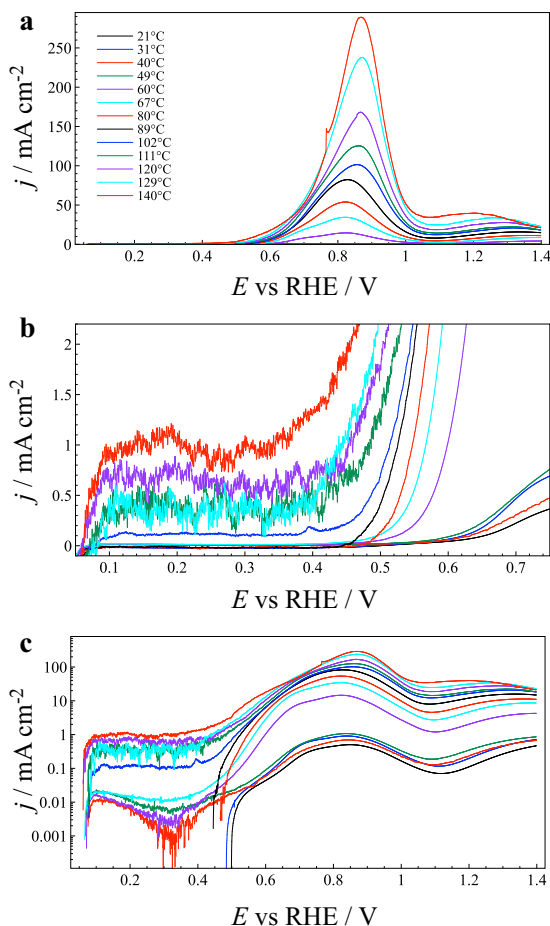 a
250
200
150
100
50
0
j / mA cm-2
21°C
31°C
40°C
49°C
60°C
67°C
80°C
89°C
102°C
111°C
120°C
129°C
140°C
0.2 0.4 0.6 0.8 1 1.2 1.4
E vs RHE / V
b
2
1.5
1
0.5
0
j / mA cm-2
0.1 0.2 0.3 0.4 0.5 0.6 0.7
E vs RHE / V
c
100
10
1
0.1
0.01
0.001
j / mA cm-2
0.2 0.4 0.6 0.8 1 1.2 1.4
E vs RHE / V